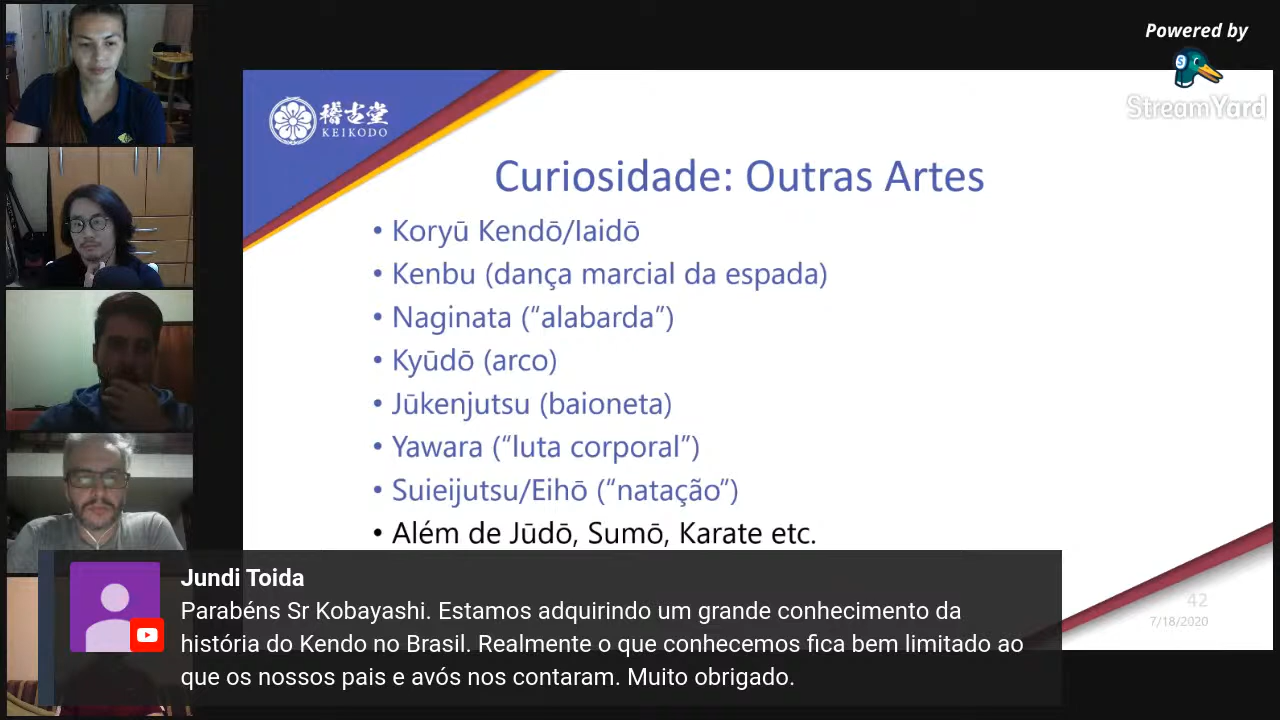 Powered by
StreamYard
稽古堂
KEIKODO
Curiosidade: Outras Artes
• Koryū Kendō/Iaidō
• Kenbu (dança marcial da espada)
• Naginata (“alabarda”)
• Kyūdō (arco)
• Jūkenjutsu (baioneta)
• Yawara (“luta corporal”)
• Suieijutsu/Eihō (“natação“)
• Além de Jūdō, Sumō, Karate etc.
42
7/18/2020
Jundi Toida
Parabéns Sr Kobayashi. Estamos adquirindo um grande conhecimento da
história do Kendo no Brasil. Realmente o que conhecemos fica bem limitado ao
que os nossos pais e avós nos contaram. Muito obrigado.